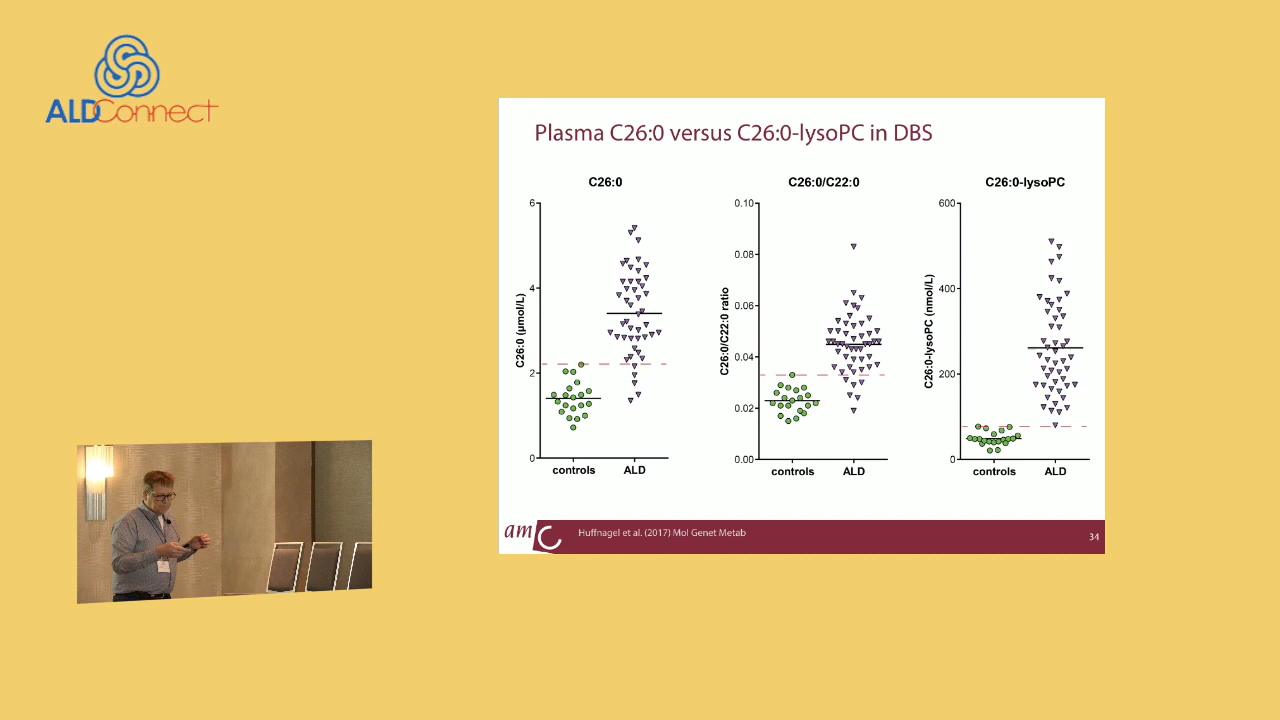 ALDConnect
Plasma C26:0 versus C26:0-lysoPC in DBS
C26:0
6
4
2
0
C26:0 (µmol/L)
controls
ALD
C26:0/C22:0
0.10
0.08
0.06
0.04
0.02
0.00
C26:0/C22:0 ratio
controls
ALD
C26:0-lysoPC
600
400
200
0
C26:0-lysoPC (nmol/L)
controls
ALD
amC
Huffnagel et al. (2017) Mol Genet Metab
34